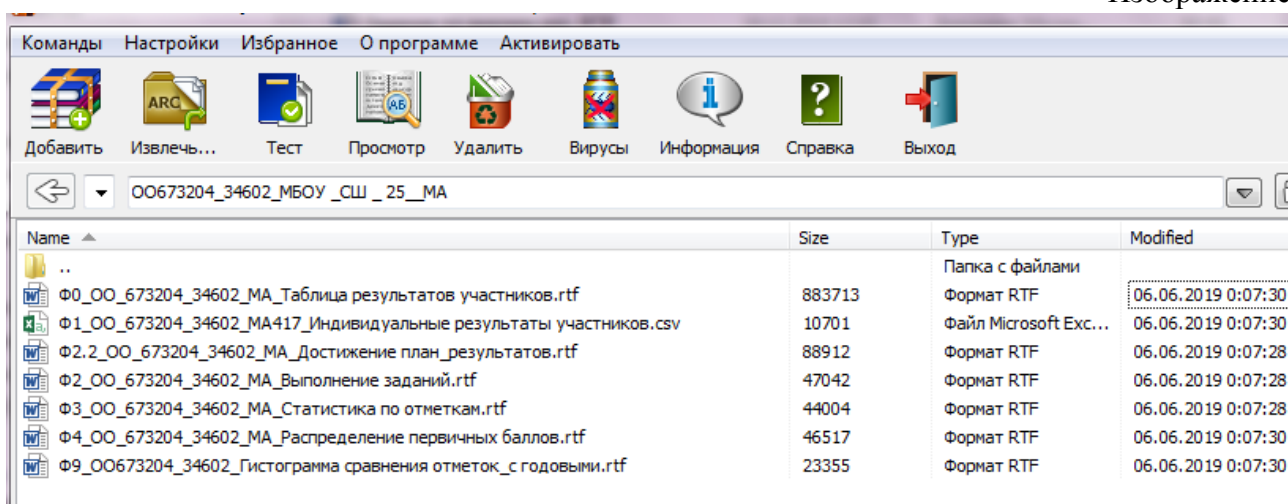 Изображение
Команды Настройки Избранное О программе Активировать
Добавить Извлечь... Тест Просмотр Удалить Вирусы Информация Справка Выход
ОО673204_34602_МБОУ _СШ _ 25__МА
Name Size Type Modified
.. Папка с файлами
Ф0_ОО_673204_34602_МА_Таблица результатов участников.rtf 883713 Формат RTF 06.06.2019 0:07:30
Ф1_ОО_673204_34602_МА417_Индивидуальные результаты участников.csv 10701 Файл Microsoft Exc... 06.06.2019 0:07:30
Ф2.2_ОО_673204_34602_МА_Достижение план_результатов.rtf 88912 Формат RTF 06.06.2019 0:07:28
Ф2_ОО_673204_34602_МА_Выполнение заданий.rtf 47042 Формат RTF 06.06.2019 0:07:28
Ф3_ОО_673204_34602_МА_Статистика по отметкам.rtf 44004 Формат RTF 06.06.2019 0:07:28
Ф4_ОО_673204_34602_МА_Распределение первичных баллов.rtf 46517 Формат RTF 06.06.2019 0:07:30
Ф9_ОО673204_34602_Гистограмма сравнения отметок_с годовыми.rtf 23355 Формат RTF 06.06.2019 0:07:30